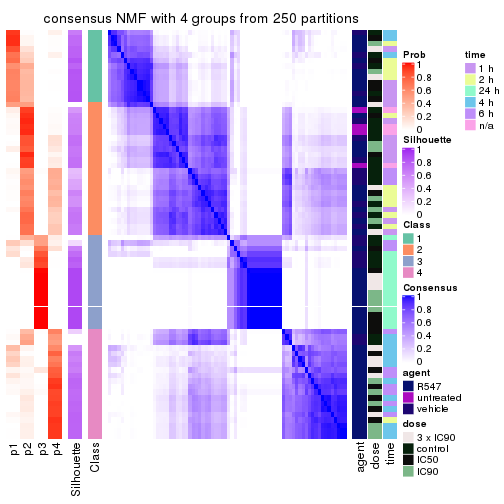 consensus NMF with 4 groups from 250 partitions
Prob
1
0.8
0.6
0.4
0.2
0
time
1 h
2 h
24 h
4 h
6 h
n/a
Silhouette
1
0.8
0.6
0.4
0.2
0
Class
1
2
3
4
Consensus
1
0.8
0.6
0.4
0.2
0
agent
R547
untreated
vehicle
dose
3 x IC90
control
IC50
IC90
p1
p2
p3
p4
Silhouette
Class
agent
dose
time